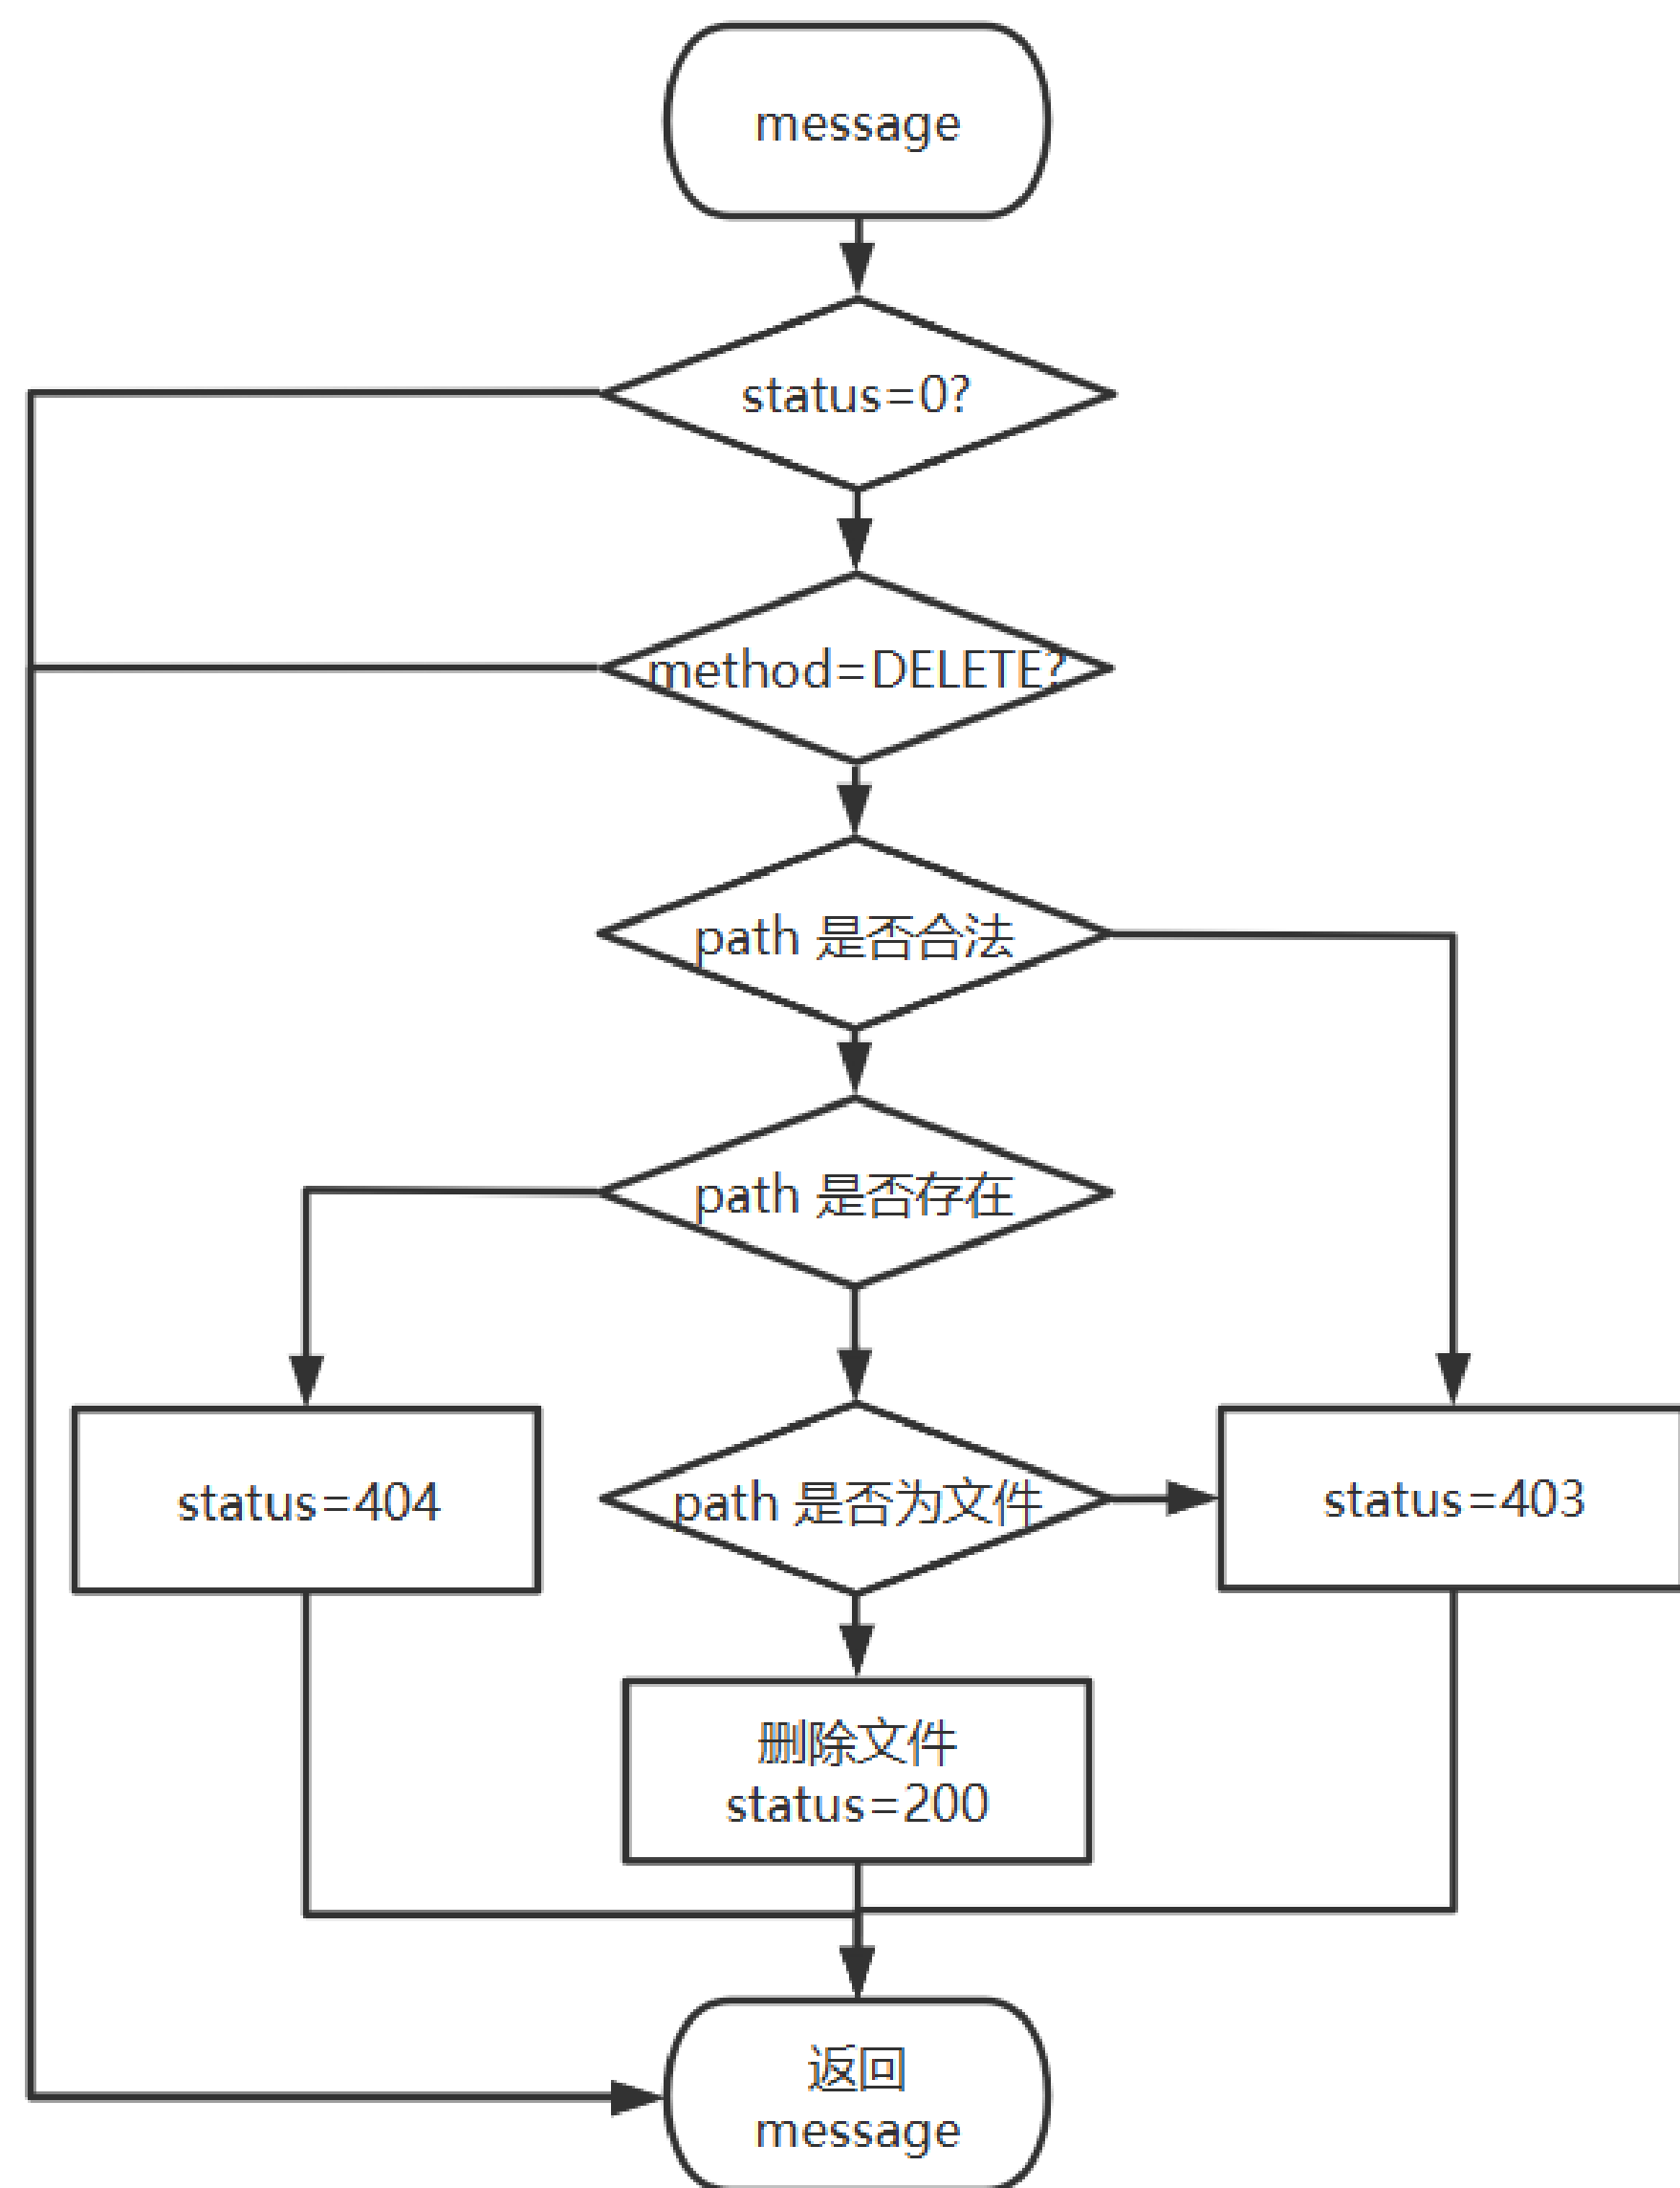 message
status=0?
method=DELETE?
path 是否合法
path 是否存在
status=404
path 是否为文件
status=403
删除文件
status=200
返回
message